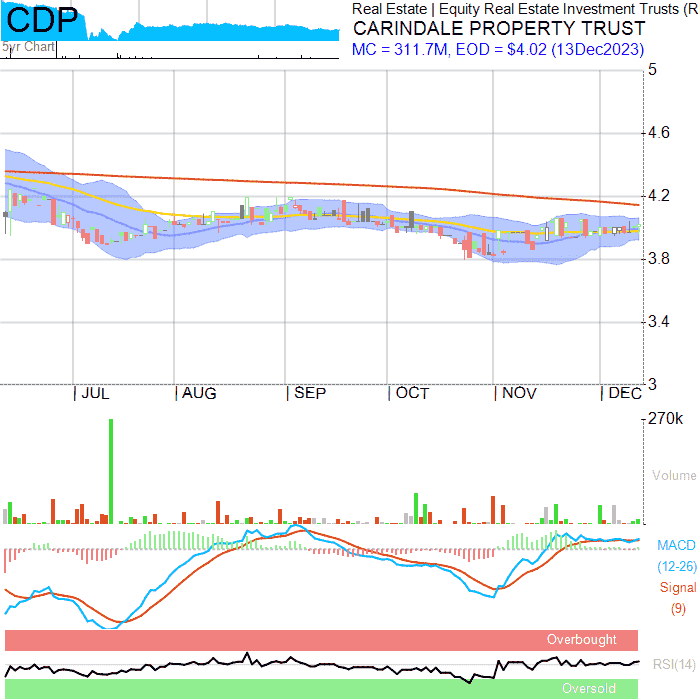 CDP
5yr Chart
Real Estate | Equity Real Estate Investment Trusts (R
CARINDALE PROPERTY TRUST
MC = 311.7M, EOD = $4.02 (13Dec2023)
5
4.6
4.2
3.8
3.4
3
JUL AUG SEP OCT NOV DEC
270k
Volume
MACD
(12-26)
Signal
(9)
Overbought
RSI(14)
Oversold